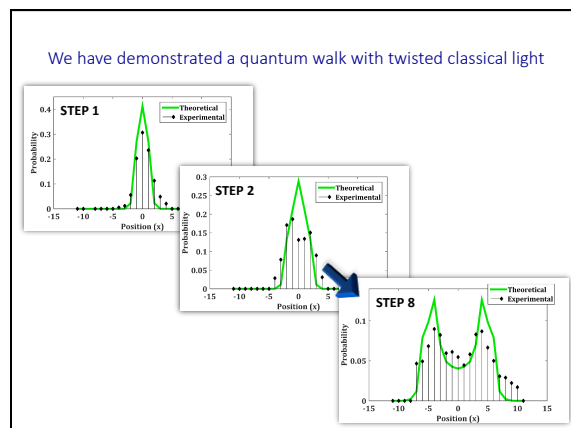 We have demonstrated a quantum walk with twisted classical light
STEP 1
Theoretical
Experimental
0.4
0.3
0.2
0.1
0
Probability
-15 -10 -5 0 5
Position (x)
STEP 2
Theoretical
Experimental
0.3
0.25
0.2
0.15
0.1
0.05
0
Probability
-15 -10 -5 0 5
Position (x)
STEP 8
Theoretical
Experimental
0.1
0.05
0
Probability
-15 -10 -5 0 5 10 15
Position (x)